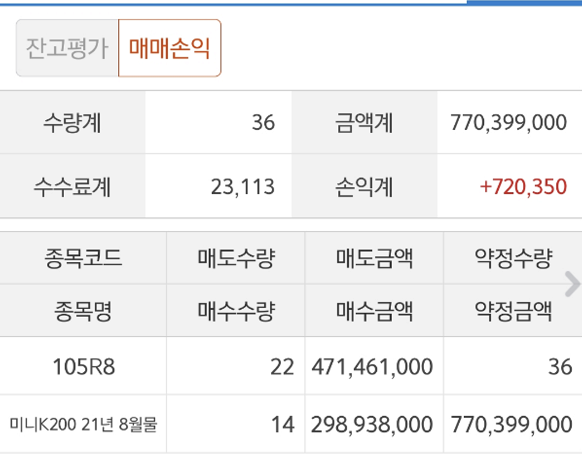 잔고평가 매매손익
수량계 36 금액계 770,399,000
수수료계 23,113 손익계 +720,350
종목코드 매도수량 매도금액 약정수량
종목명 매수수량 매수금액 약정금액
105R8 22 471,461,000 36
미니K200 21년 8월물 14 298,938,000 770,399,000